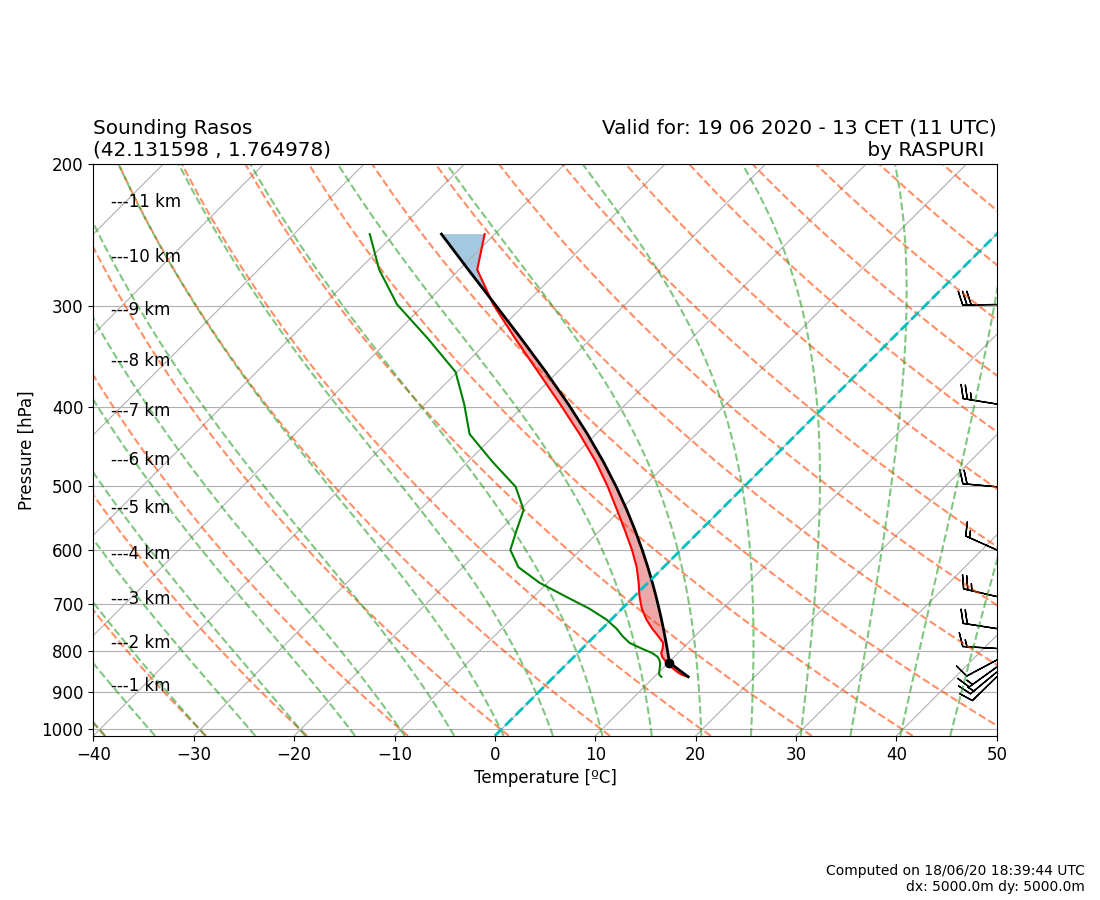 Sounding Rasos
(42.131598 , 1.764978)
Valid for: 19 06 2020 - 13 CET (11 UTC)
by RASPURI
200
300
400
500
600
700
800
900
1000
Pressure [hPa]
---11 km
---10 km
---9 km
---8 km
---7 km
---6 km
---5 km
---4 km
---3 km
---2 km
---1 km
−40 −30 −20 −10 0 10 20 30 40 50
Temperature [ºC]
Computed on 18/06/20 18:39:44 UTC
dx: 5000.0m dy: 5000.0m